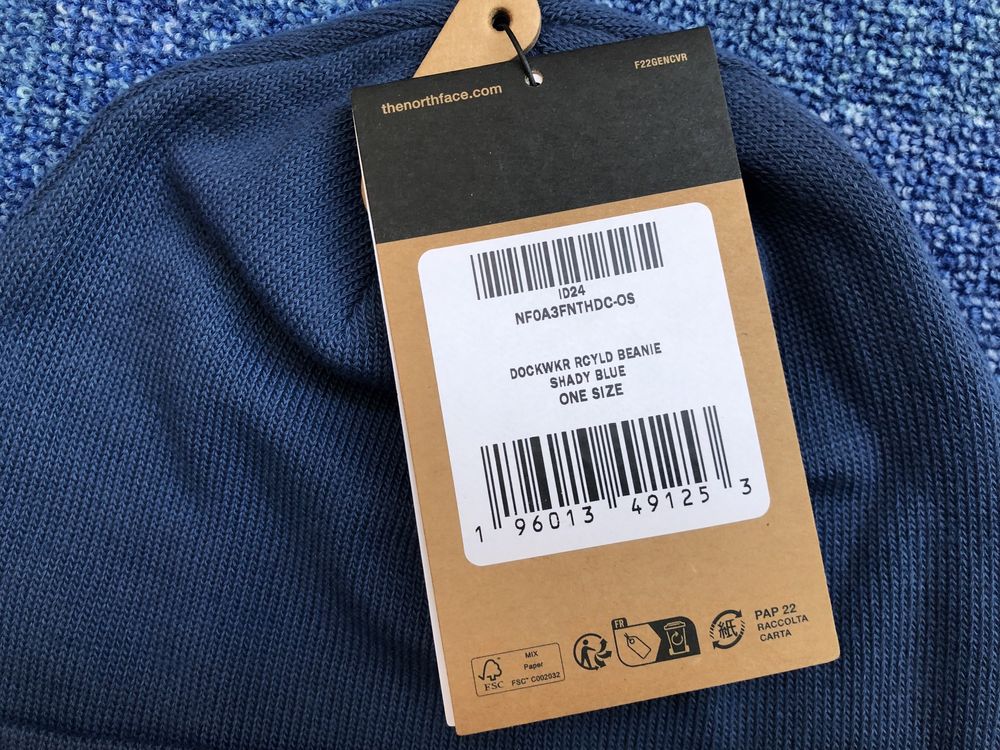 thenorthface.com
F22GENCVR
ID24
NF0A3FNTHDC-OS
DOCKWKR RCYLD BEANIE
SHADY BLUE
ONE SIZE
1 96013 49125 3
FSC
MIX
Paper
FSC™ C002032
FR
紙
PAP 22
RACCOLTA
CARTA